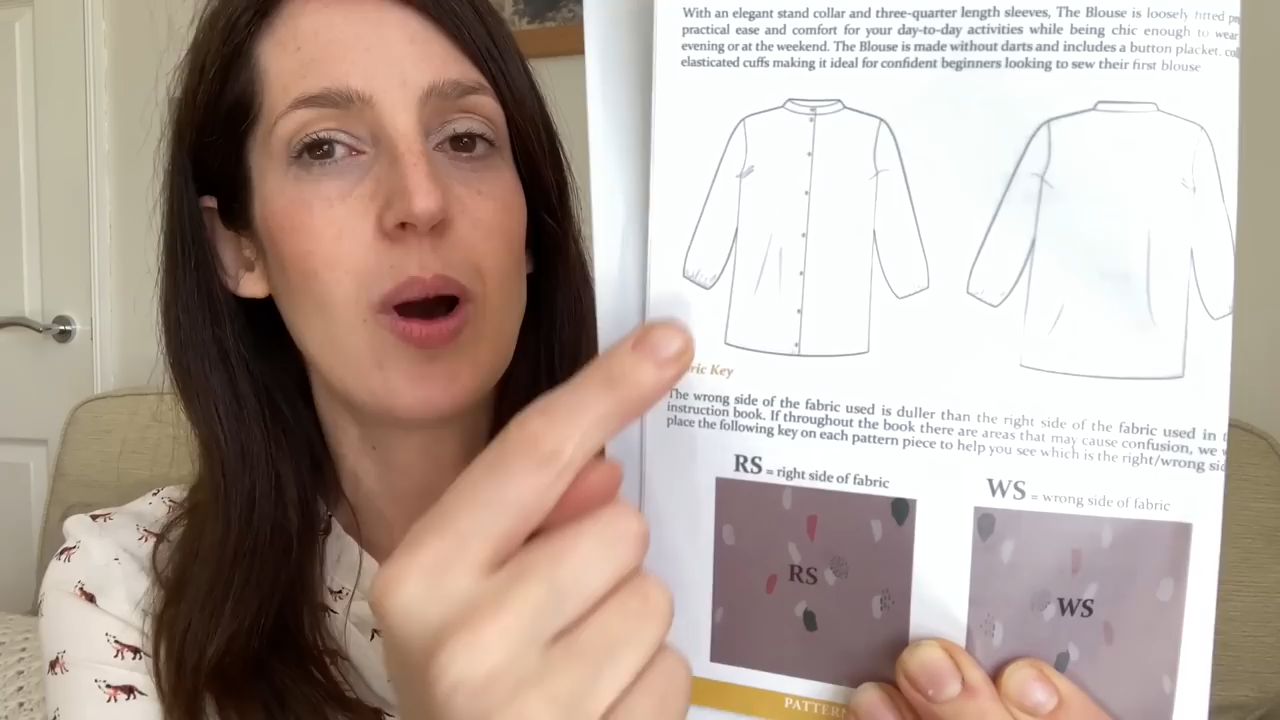 With an elegant stand collar and three-quarter length sleeves, The Blouse is loosely fitted
practical ease and comfort for your day-to-day activities while being chic enough to wear
evening or at the weekend. The Blouse is made without darts and includes a button placket,
elasticated cuffs making it ideal for confident beginners looking to sew their first blouse
ric Key
The wrong side of the fabric used is duller than the right side of the fabric used in
instruction book. If throughout the book there are areas that may cause confusion, we
place the following key on each pattern piece to help you see which is the right/wrong
RS = right side of fabric
WS = wrong side of fabric
RS
WS
PATTERN